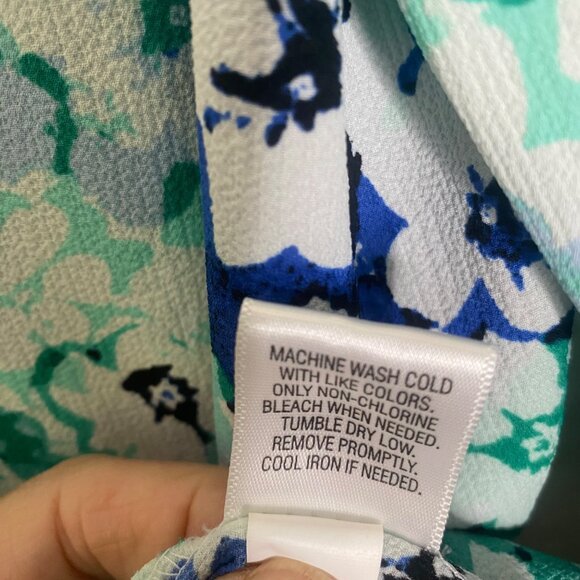 MACHINE WASH COLD
WITH LIKE COLORS.
ONLY NON-CHLORINE
BLEACH WHEN NEEDED.
TUMBLE DRY LOW.
REMOVE PROMPTLY.
COOL IRON IF NEEDED.